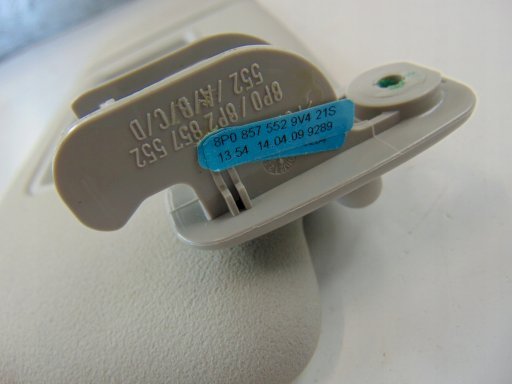 8P0 857 552 9V4 21S
13 54 14 04 09 9289
8P0 / 8P2 857 552
552 / A / B / C / D